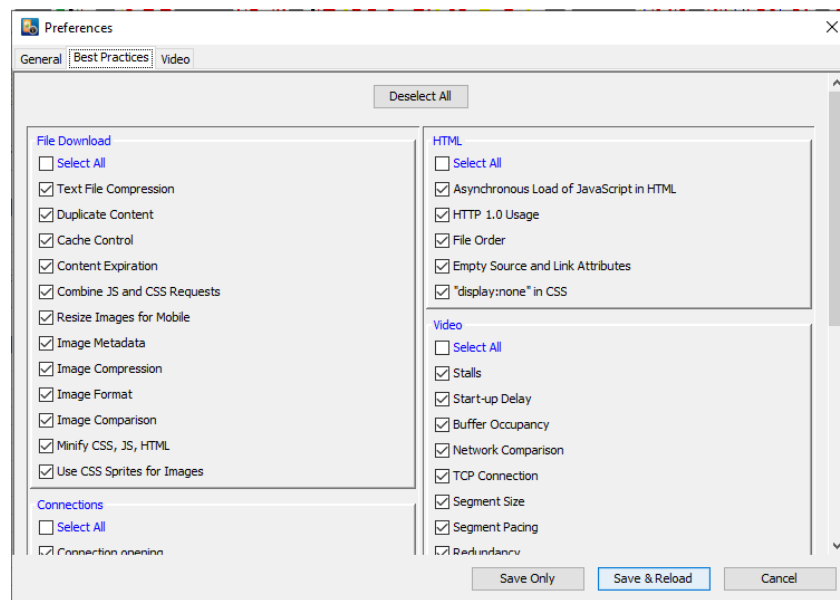 Preferences
General
Best Practices
Video
Deselect All
File Download
Select All
Text File Compression
Duplicate Content
Cache Control
Content Expiration
Combine JS and CSS Requests
Resize Images for Mobile
Image Metadata
Image Compression
Image Format
Image Comparison
Minify CSS, JS, HTML
Use CSS Sprites for Images
Connections
Select All
Connection opening
HTML
Select All
Asynchronous Load of JavaScript in HTML
HTTP 1.0 Usage
File Order
Empty Source and Link Attributes
"display:none" in CSS
Video
Select All
Stalls
Start-up Delay
Buffer Occupancy
Network Comparison
TCP Connection
Segment Size
Segment Pacing
Redundancy
Save Only
Save & Reload
Cancel